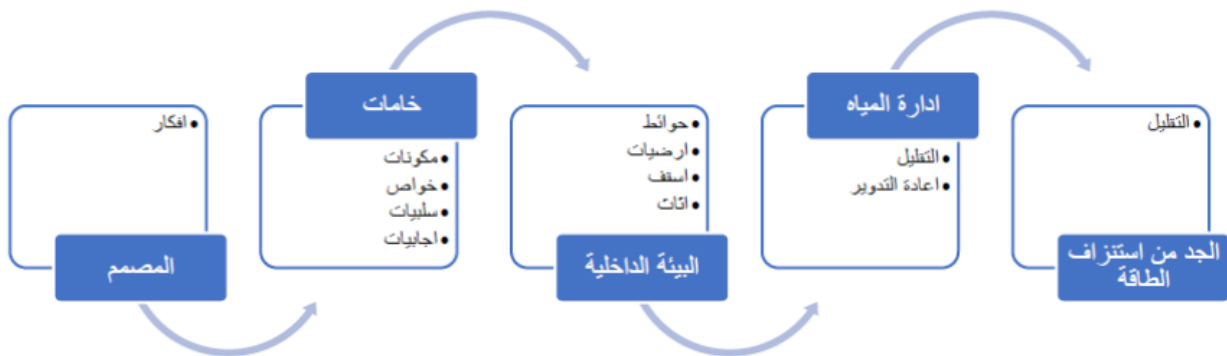 • افكار
المصمم
خامات
• مكونات
• خواص
• سلبيات
• اجابيات
• حوائط
• ارضيات
• اسقف
• اثاث
البيئة الداخلية
ادارة المياه
• التقليل
• اعادة التدوير
• التقليل
الجد من استنزاف
الطاقة